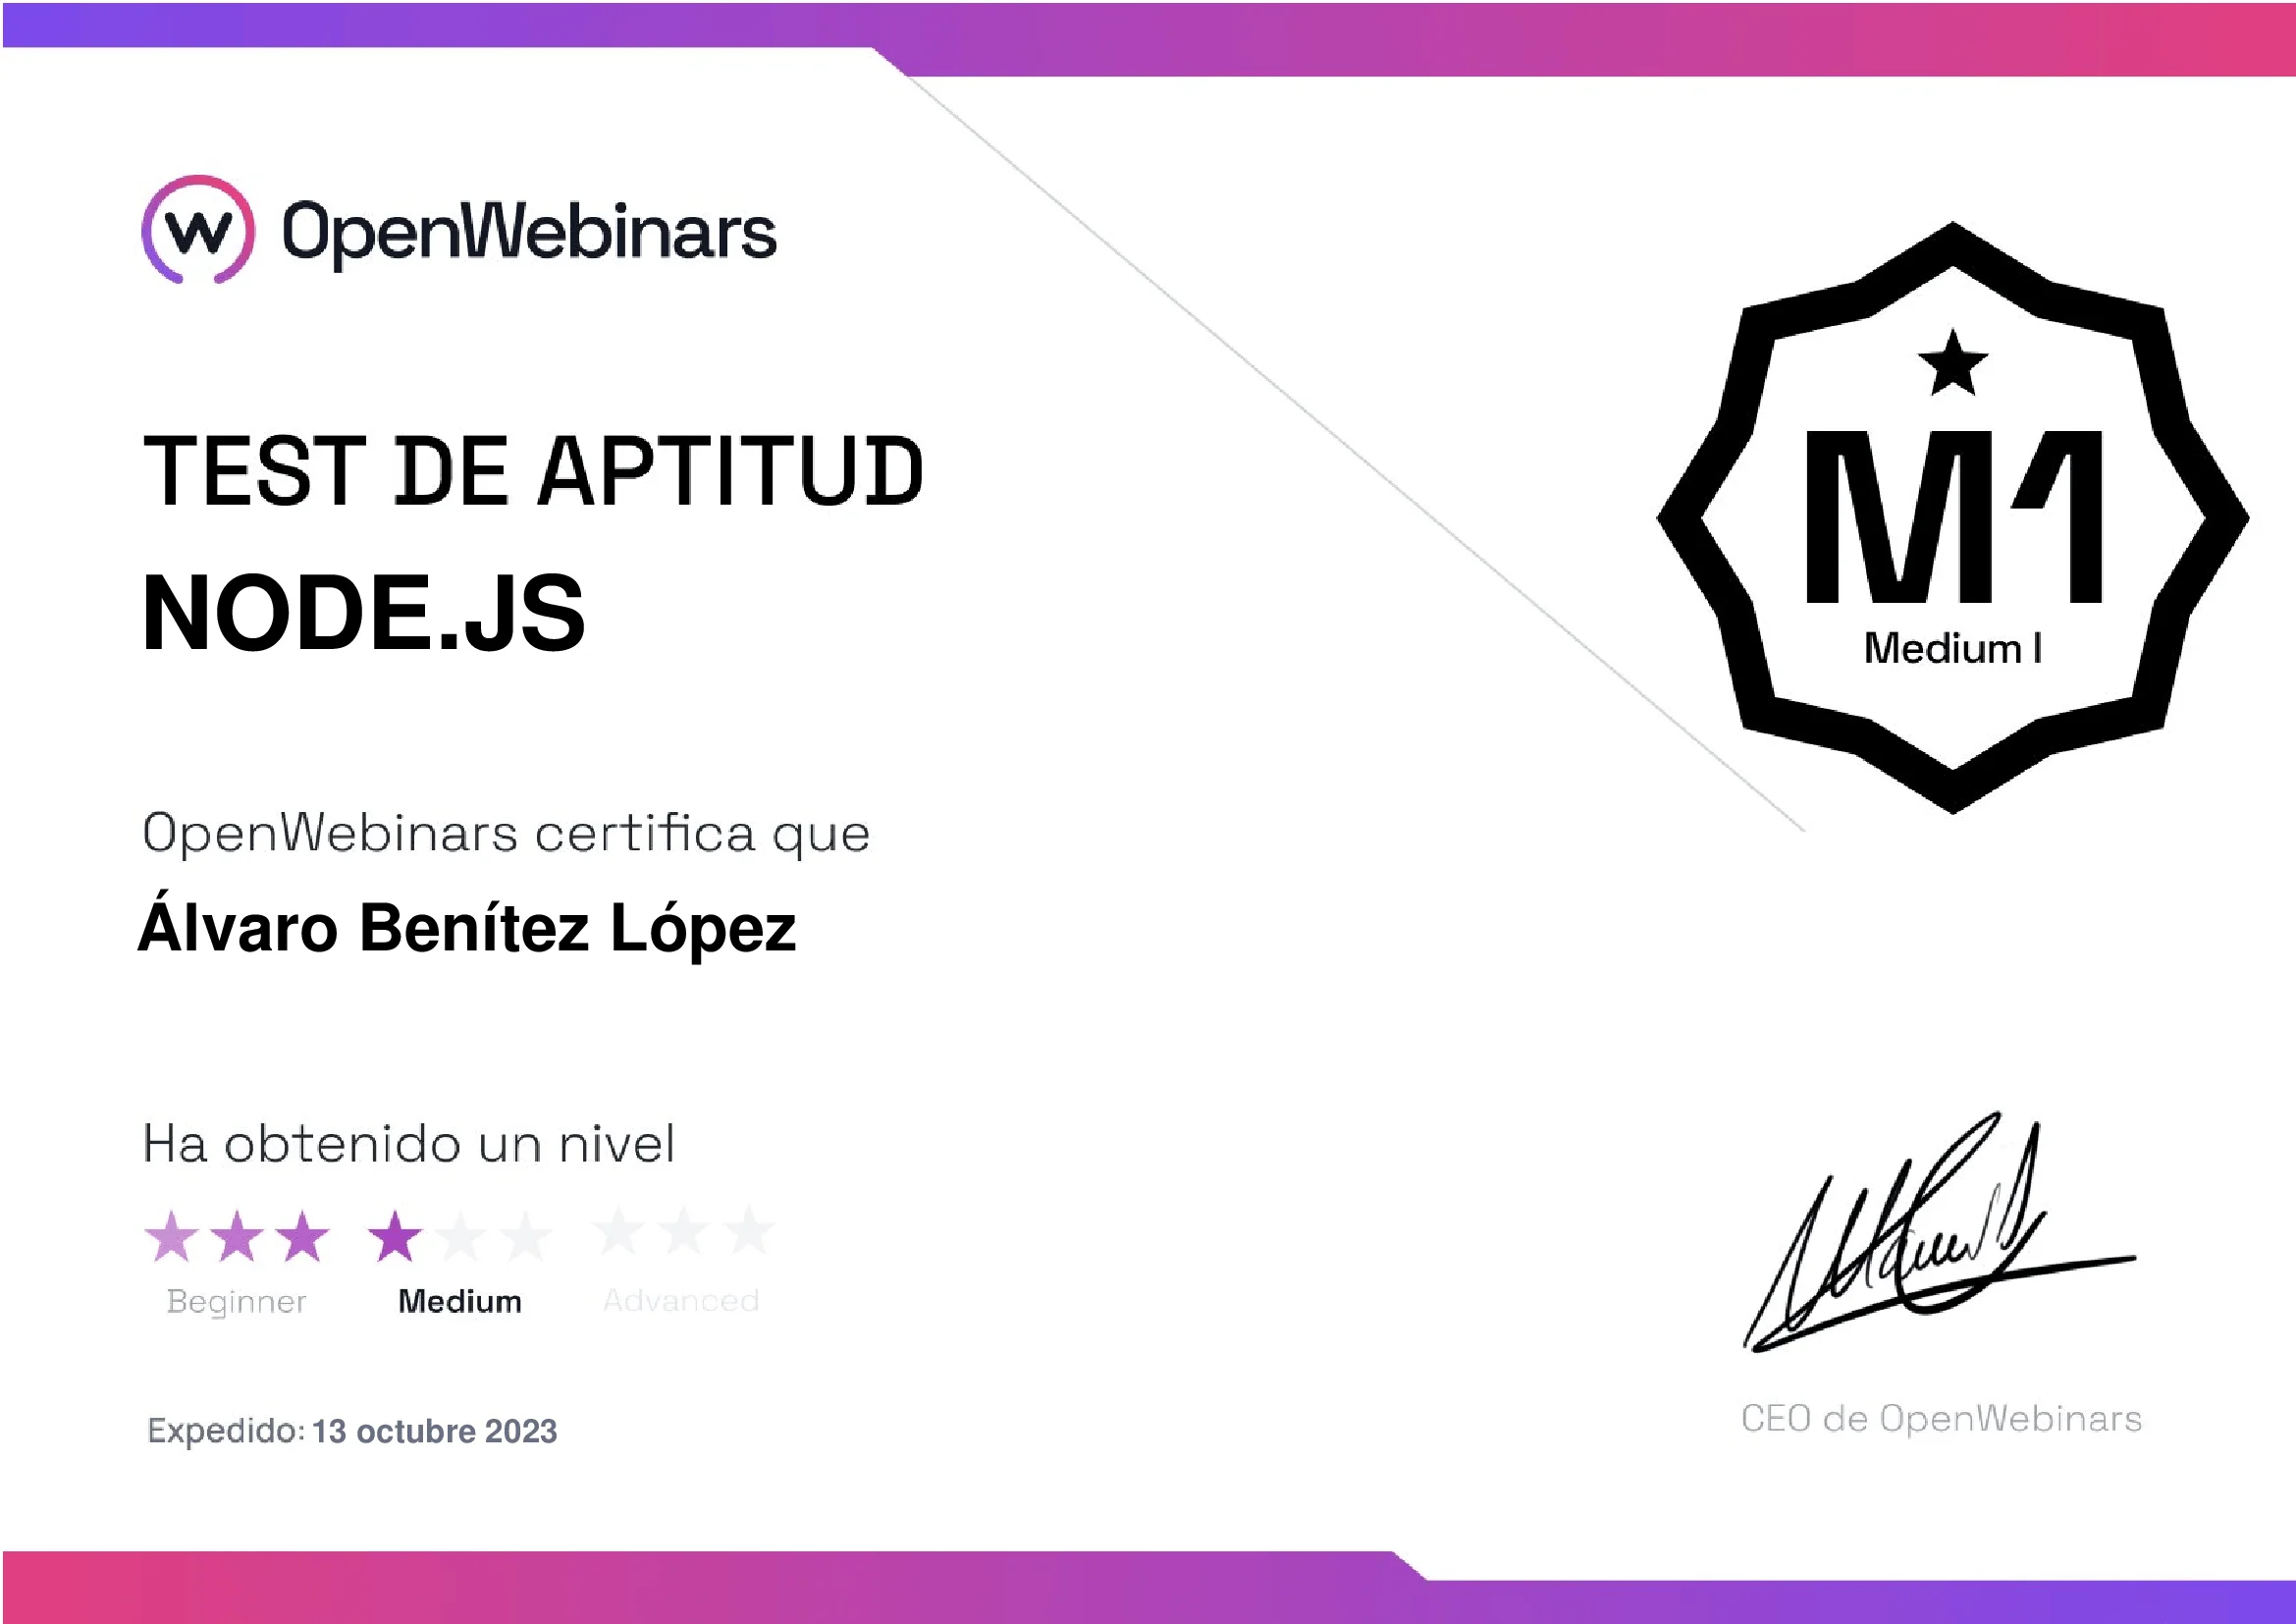 OpenWebinars
TEST DE APTITUD
NODE.JS
M1
Medium I
OpenWebinars certifica que
Álvaro Benítez López
Ha obtenido un nivel
Beginner Medium Advanced
Expedido: 13 octubre 2023
CEO de OpenWebinars